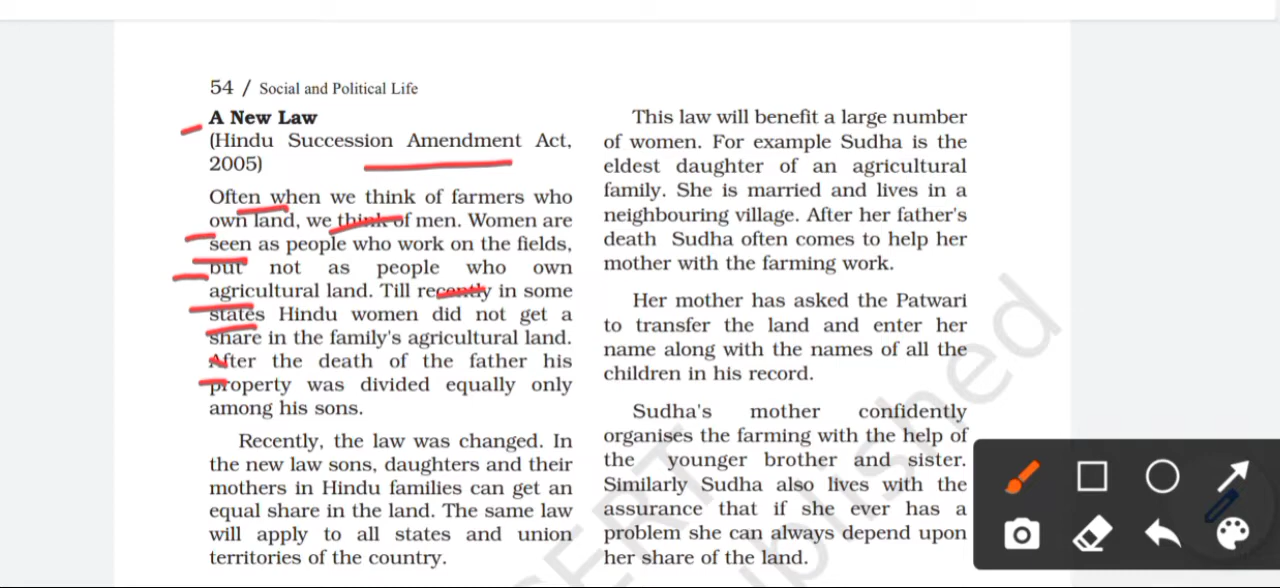 54 / Social and Political Life
A New Law
(Hindu Succession Amendment Act,
2005)
Often when we think of farmers who
own land, we think of men. Women are
seen as people who work on the fields,
but not as people who own
agricultural land. Till recently in some
states Hindu women did not get a
share in the family's agricultural land.
After the death of the father his
property was divided equally only
among his sons.
Recently, the law was changed. In
the new law sons, daughters and their
mothers in Hindu families can get an
equal share in the land. The same law
will apply to all states and union
territories of the country.
This law will benefit a large number
of women. For example Sudha is the
eldest daughter of an agricultural
family. She is married and lives in a
neighbouring village. After her father's
death Sudha often comes to help her
mother with the farming work.
Her mother has asked the Patwari
to transfer the land and enter her
name along with the names of all the
children in his record.
Sudha's mother confidently
organises the farming with the help of
the younger brother and sister.
Similarly Sudha also lives with the
assurance that if she ever has a
problem she can always depend upon
her share of the land.